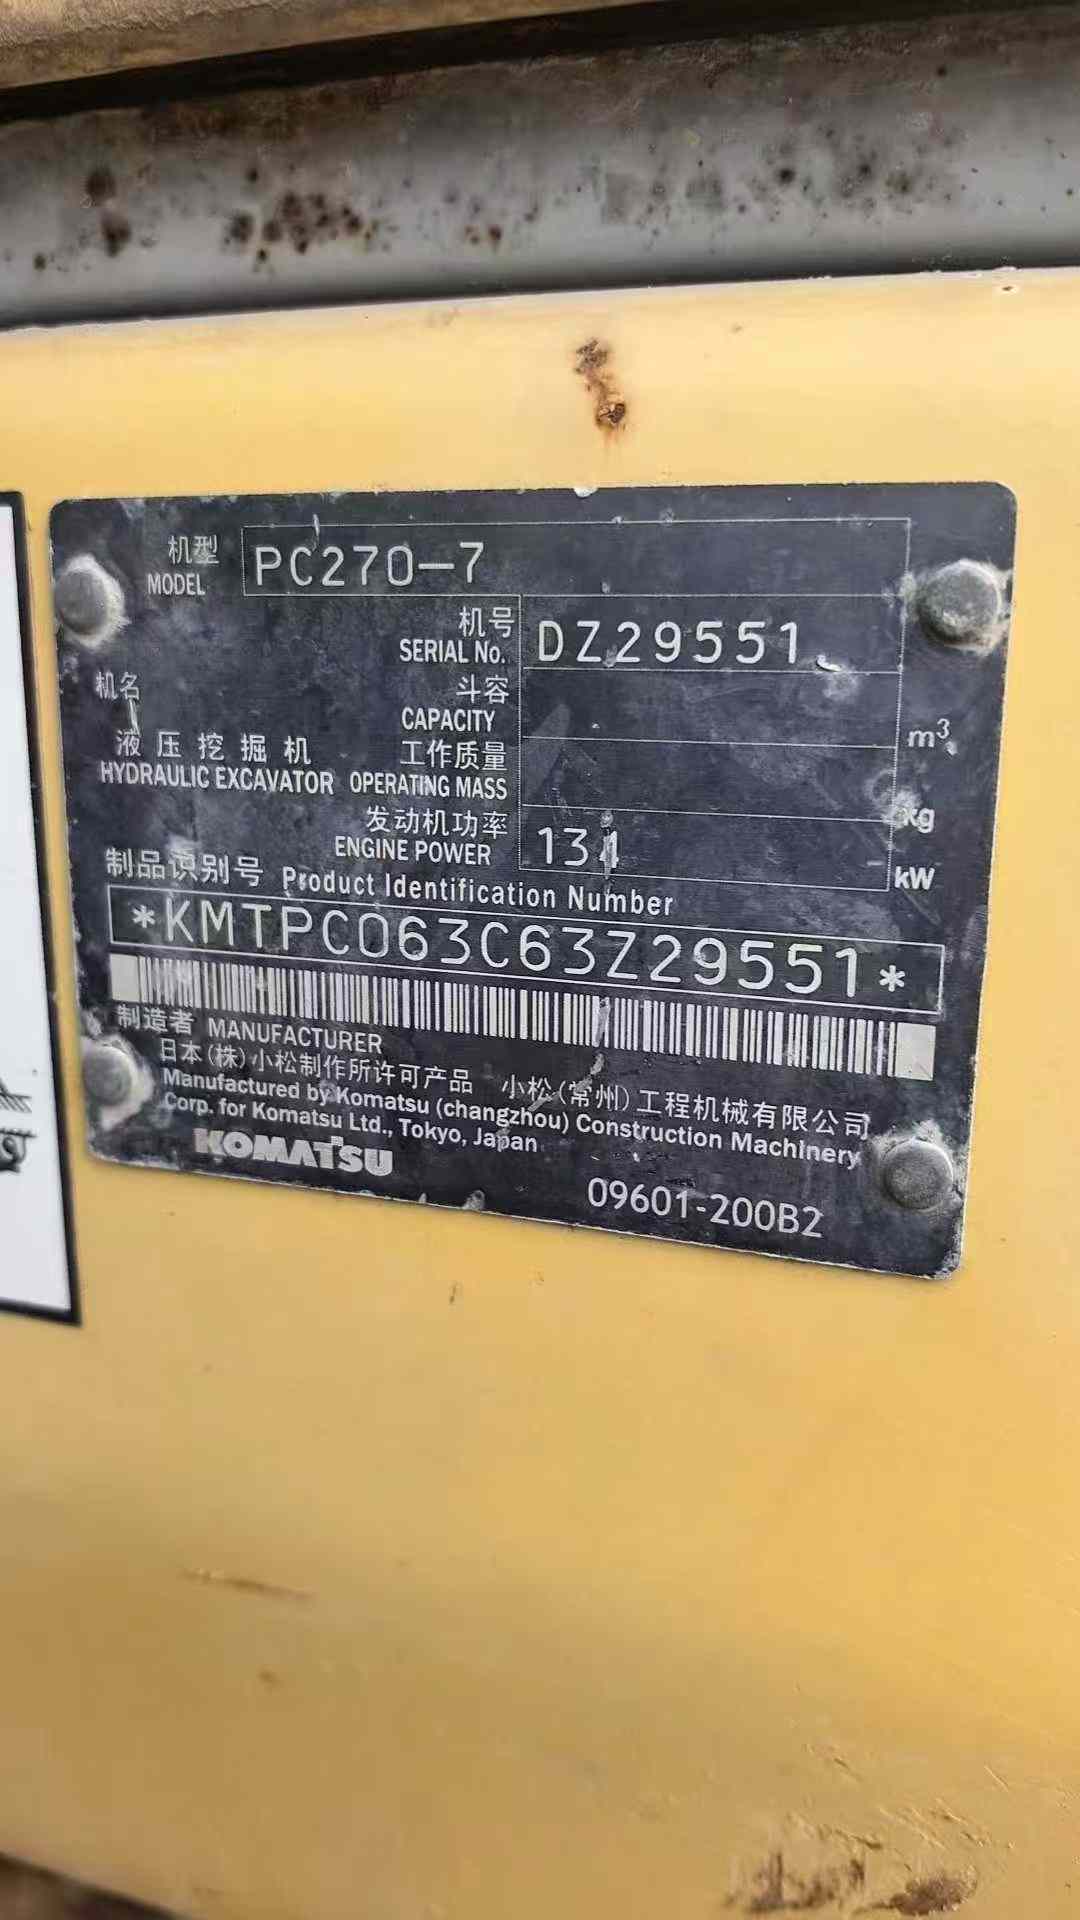 机型
MODEL
PC270-7
机号
SERIAL No.
DZ29551
机名
斗容
CAPACITY
m³
液压挖掘机
HYDRAULIC EXCAVATOR
工作质量
OPERATING MASS
kg
发动机功率
ENGINE POWER
134
kW
制品识别号 Product Identification Number
*KMTPC063C63Z29551*
制造者 MANUFACTURER
日本(株)小松制作所许可产品 小松(常州)工程机械有限公司
Manufactured by Komatsu (changzhou) Construction Machinery
Corp. for Komatsu Ltd., Tokyo, Japan
KOMATSU
09601-200B2